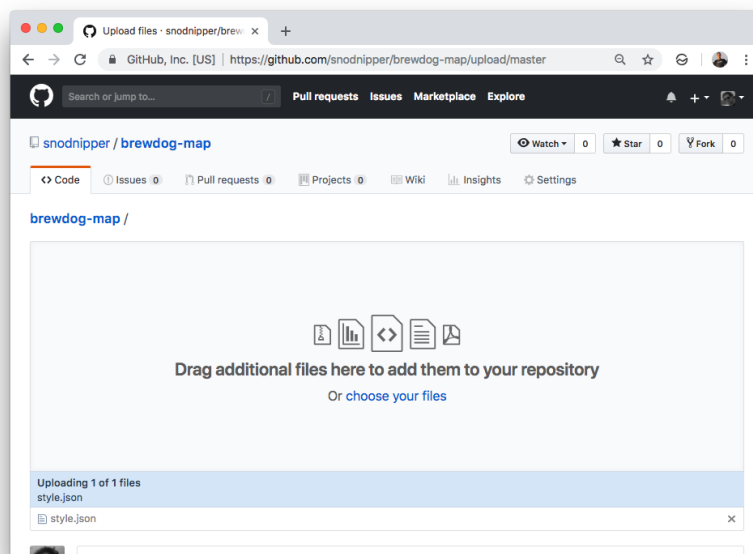 Upload files · snodnipper/brew
GitHub, Inc. [US] | https://github.com/snodnipper/brewdog-map/upload/master
Search or jump to... / Pull requests Issues Marketplace Explore
snodnipper / brewdog-map Watch 0 Star 0 Fork 0
Code Issues 0 Pull requests 0 Projects 0 Wiki Insights Settings
brewdog-map /
Drag additional files here to add them to your repository
Or choose your files
Uploading 1 of 1 files
style.json
style.json